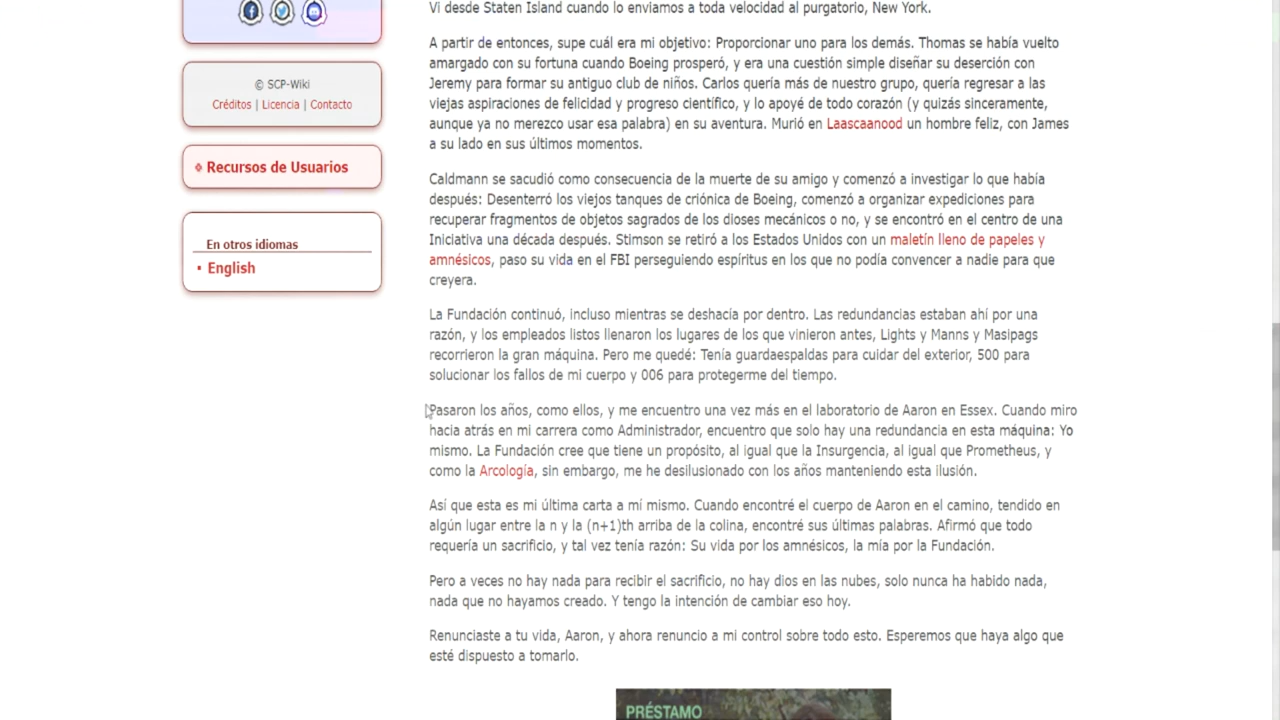 Vi desde Staten Island cuando lo enviamos a toda velocidad al purgatorio, New York.
© SCP-Wiki
Créditos | Licencia | Contacto
❖ Recursos de Usuarios
En otros idiomas
• English
A partir de entonces, supe cuál era mi objetivo: Proporcionar uno para los demás. Thomas se había vuelto
amargado con su fortuna cuando Boeing prosperó, y era una cuestión simple diseñar su deserción con
Jeremy para formar su antiguo club de niños. Carlos quería más de nuestro grupo, quería regresar a las
viejas aspiraciones de felicidad y progreso científico, y lo apoyé de todo corazón (y quizás sinceramente,
aunque ya no merezco usar esa palabra) en su aventura. Murió en Laascaanood un hombre feliz, con James
a su lado en sus últimos momentos.
Caldmann se sacudió como consecuencia de la muerte de su amigo y comenzó a investigar lo que había
después: Desenterró los viejos tanques de criónica de Boeing, comenzó a organizar expediciones para
recuperar fragmentos de objetos sagrados de los dioses mecánicos o no, y se encontró en el centro de una
Iniciativa una década después. Stimson se retiró a los Estados Unidos con un maletín lleno de papeles y
amnésicos, paso su vida en el FBI perseguiendo espíritus en los que no podía convencer a nadie para que
creyera.
La Fundación continuó, incluso mientras se deshacía por dentro. Las redundancias estaban ahí por una
razón, y los empleados listos llenaron los lugares de los que vinieron antes, Lights y Manns y Masipags
recorrieron la gran máquina. Pero me quedé: Tenía guardaespaldas para cuidar del exterior, 500 para
solucionar los fallos de mi cuerpo y 006 para protegerme del tiempo.
Pasaron los años, como ellos, y me encuentro una vez más en el laboratorio de Aaron en Essex. Cuando miro
hacia atrás en mi carrera como Administrador, encuentro que solo hay una redundancia en esta máquina: Yo
mismo. La Fundación cree que tiene un propósito, al igual que la Insurgencia, al igual que Prometheus, y
como la Arcología, sin embargo, me he desilusionado con los años manteniendo esta ilusión.
Así que esta es mi última carta a mí mismo. Cuando encontré el cuerpo de Aaron en el camino, tendido en
algún lugar entre la n y la (n+1)th arriba de la colina, encontré sus últimas palabras. Afirmó que todo
requería un sacrificio, y tal vez tenía razón: Su vida por los amnésicos, la mía por la Fundación.
Pero a veces no hay nada para recibir el sacrificio, no hay dios en las nubes, solo nunca ha habido nada,
nada que no hayamos creado. Y tengo la intención de cambiar eso hoy.
Renunciaste a tu vida, Aaron, y ahora renuncio a mi control sobre todo esto. Esperemos que haya algo que
esté dispuesto a tomarlo.
PRÉSTAMO